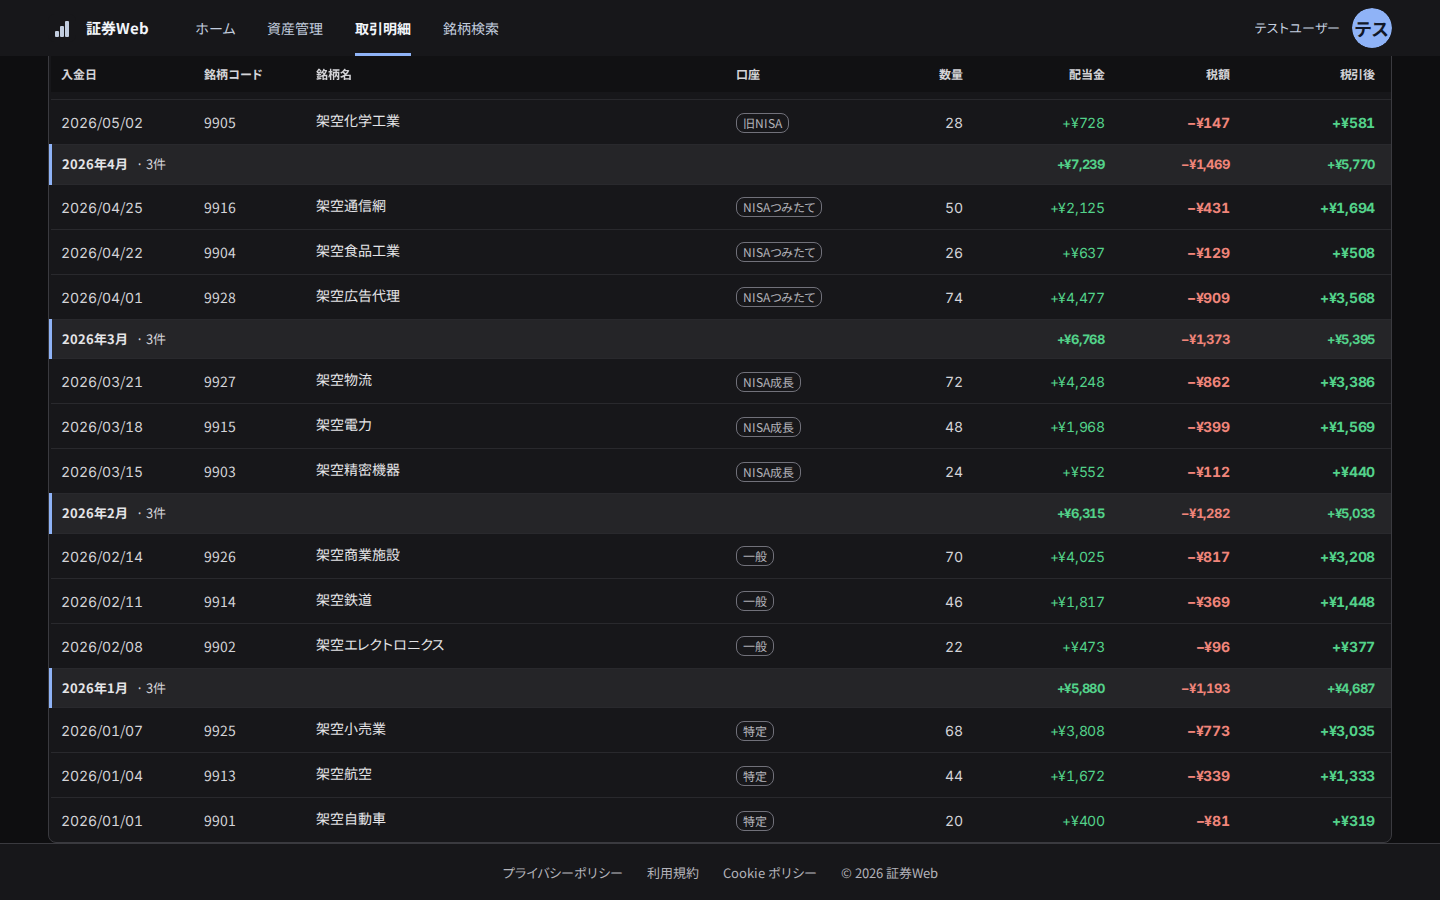 証券Web ホーム 資産管理 取引明細 銘柄検索 テストユーザー テス
入金日 銘柄コード 銘柄名 口座 数量 配当金 税額 税引後
2026/05/02 9905 架空化学工業 旧NISA 28 +¥728 −¥147 +¥581
2026年4月 · 3件 +¥7,239 −¥1,469 +¥5,770
2026/04/25 9916 架空通信網 NISAつみたて 50 +¥2,125 −¥431 +¥1,694
2026/04/22 9904 架空食品工業 NISAつみたて 26 +¥637 −¥129 +¥508
2026/04/01 9928 架空広告代理 NISAつみたて 74 +¥4,477 −¥909 +¥3,568
2026年3月 · 3件 +¥6,768 −¥1,373 +¥5,395
2026/03/21 9927 架空物流 NISA成長 72 +¥4,248 −¥862 +¥3,386
2026/03/18 9915 架空電力 NISA成長 48 +¥1,968 −¥399 +¥1,569
2026/03/15 9903 架空精密機器 NISA成長 24 +¥552 −¥112 +¥440
2026年2月 · 3件 +¥6,315 −¥1,282 +¥5,033
2026/02/14 9926 架空商業施設 一般 70 +¥4,025 −¥817 +¥3,208
2026/02/11 9914 架空鉄道 一般 46 +¥1,817 −¥369 +¥1,448
2026/02/08 9902 架空エレクトロニクス 一般 22 +¥473 −¥96 +¥377
2026年1月 · 3件 +¥5,880 −¥1,193 +¥4,687
2026/01/07 9925 架空小売業 特定 68 +¥3,808 −¥773 +¥3,035
2026/01/04 9913 架空航空 特定 44 +¥1,672 −¥339 +¥1,333
2026/01/01 9901 架空自動車 特定 20 +¥400 −¥81 +¥319
プライバシーポリシー 利用規約 Cookie ポリシー © 2026 証券Web